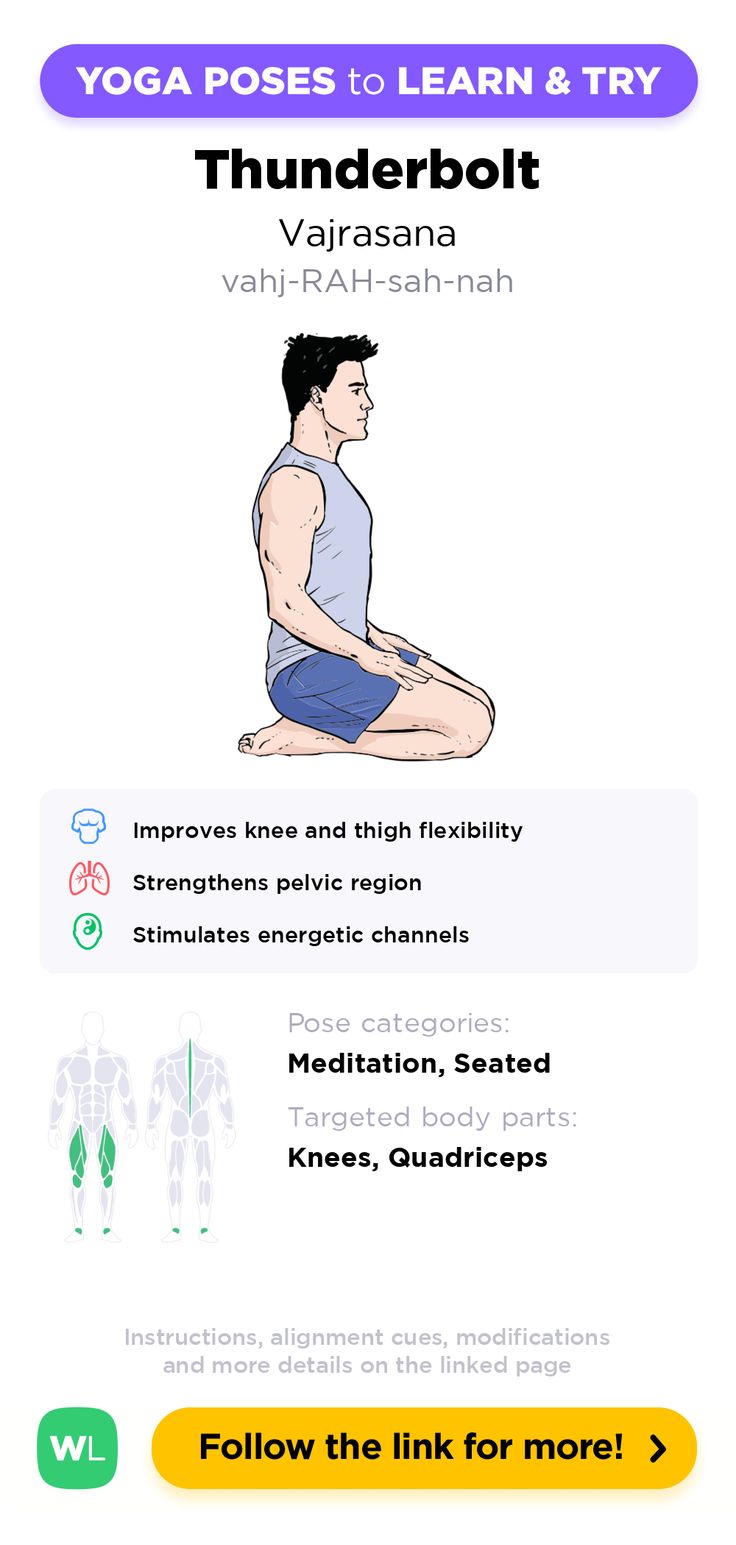 YOGA POSES to LEARN & TRY
Thunderbolt
Vajrasana
vahj-RAH-sah-nah
Improves knee and thigh flexibility
Strengthens pelvic region
Stimulates energetic channels
Pose categories:
Meditation, Seated
Targeted body parts:
Knees, Quadriceps
Instructions, alignment cues, modifications
and more details on the linked page
WL
Follow the link for more!